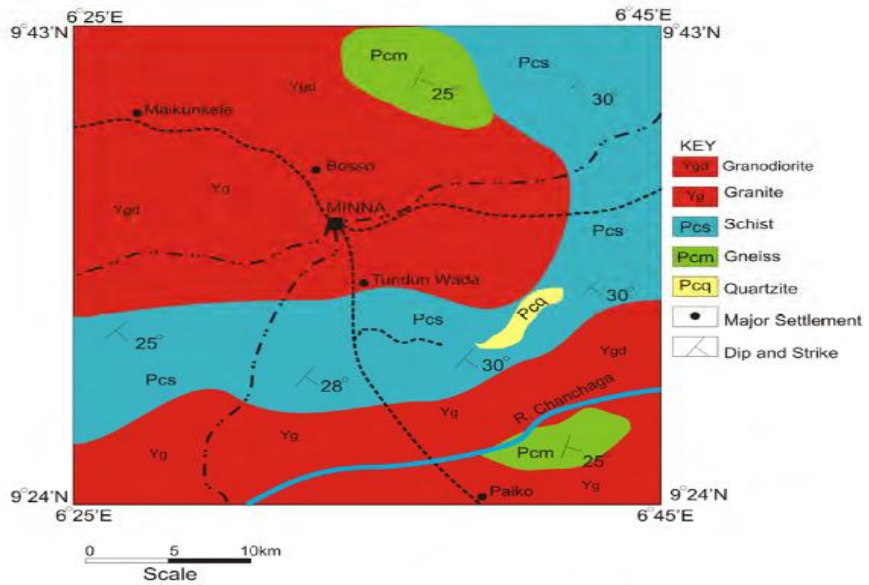 6°25'E 6°45'E
9°43'N 9°43'N
Pcm
Pcs
Ygd
25°
30°
Maikunkele
Bosso
Yg
Ygd
MINNA
Pcs
Tundun Wada
30°
Pcq
Pcs
25°
30°
Ygd
Pcs
28°
R. Chanchaga
Yg
Yg
Yg
Pcm
25°
Paiko
Yg
9°24'N 9°24'N
6°25'E 6°45'E
0 5 10km
Scale
KEY
Ygd Granodiorite
Yg Granite
Pcs Schist
Pcm Gneiss
Pcq Quartzite
Major Settlement
Dip and Strike